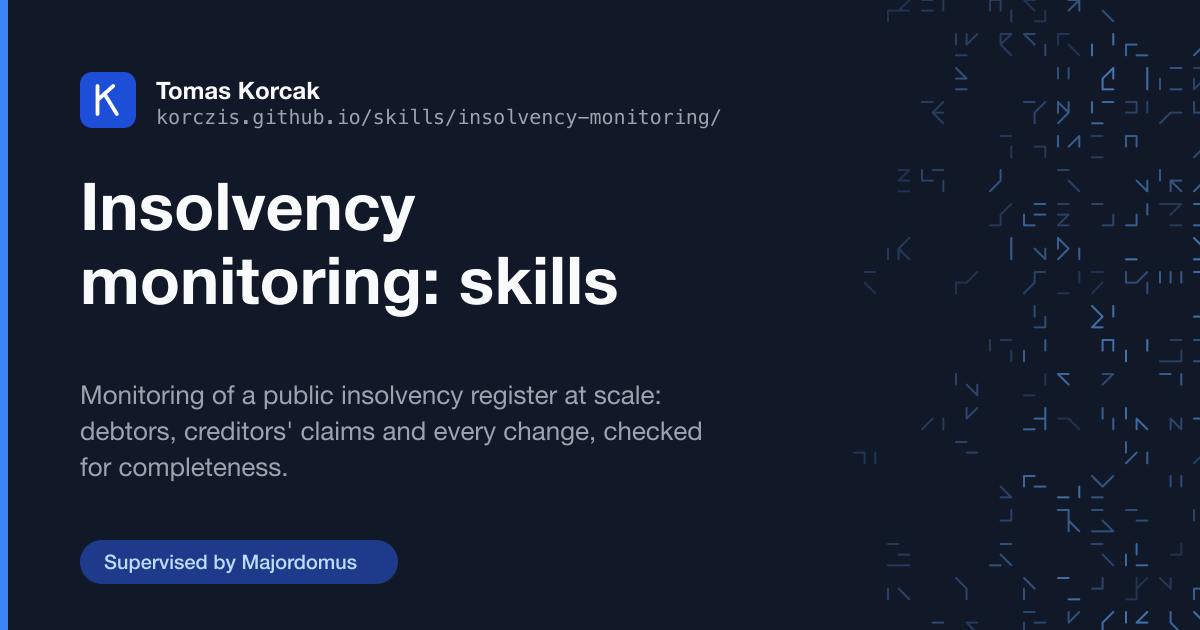 K
Tomas Korcak
korczis.github.io/skills/insolvency-monitoring/
Insolvency
monitoring: skills
Monitoring of a public insolvency register at scale:
debtors, creditors' claims and every change, checked
for completeness.
Supervised by Majordomus